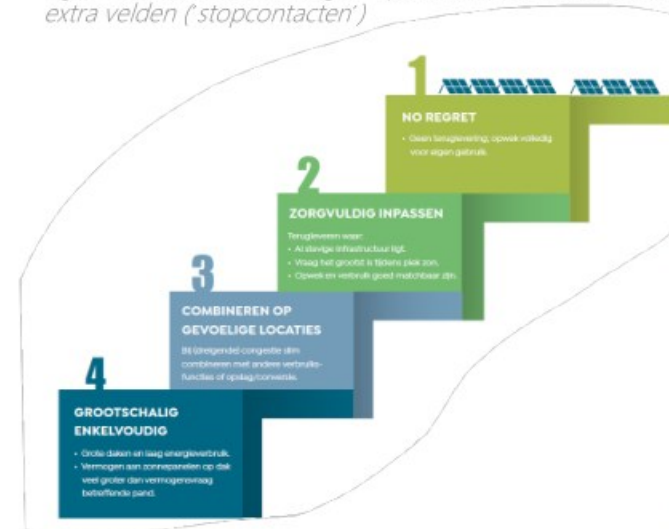 extra velden ('stopcontacten')
1
NO REGRET
• Geen teruglevering, opwek volledig
voor eigen gebruik.
2
ZORGVULDIG INPASSEN
Terugleveren waar:
• Al stevige infrastructuur ligt.
• Vraag het grootst is tijdens piek zon.
• Opwek en verbruik goed matchbaar zijn.
3
COMBINEREN OP
GEVOELIGE LOCATIES
Bij (dreigende) congestie slim
combineren met andere verbruiks-
functies of opslag/conversie.
4
GROOTSCHALIG
ENKELVOUDIG
• Grote daken en laag energieverbruik.
• Vermogen aan zonnepanelen op dak
veel groter dan vermogensvraag
betreffende pand.